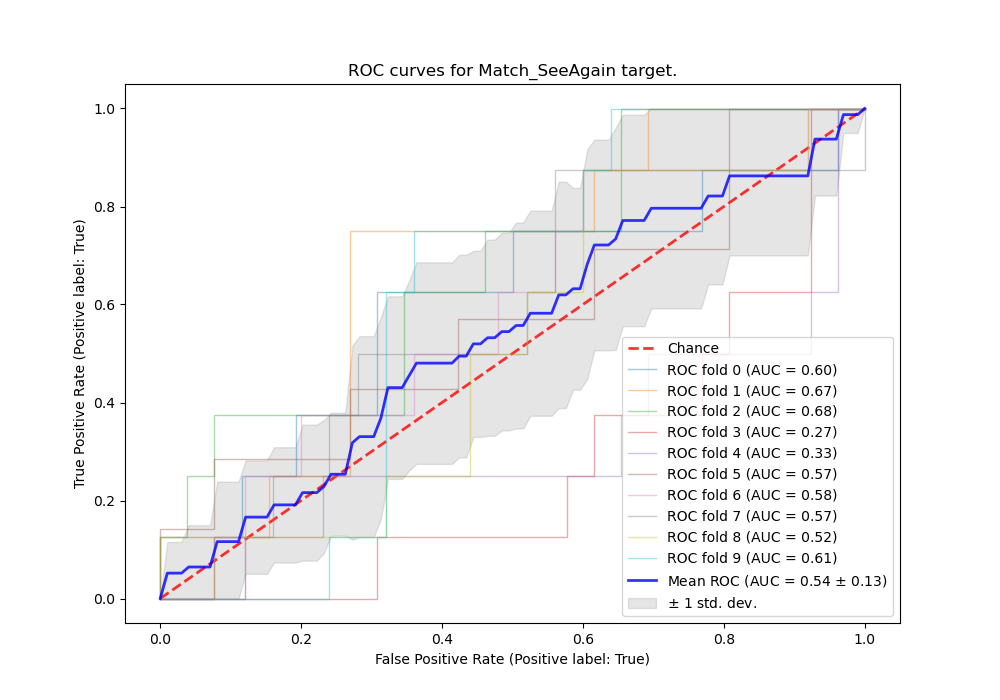 ROC curves for Match_SeeAgain target.
True Positive Rate (Positive label: True)
1.0
0.8
0.6
0.4
0.2
0.0
0.0 0.2 0.4 0.6 0.8 1.0
False Positive Rate (Positive label: True)
Chance
ROC fold 0 (AUC = 0.60)
ROC fold 1 (AUC = 0.67)
ROC fold 2 (AUC = 0.68)
ROC fold 3 (AUC = 0.27)
ROC fold 4 (AUC = 0.33)
ROC fold 5 (AUC = 0.57)
ROC fold 6 (AUC = 0.58)
ROC fold 7 (AUC = 0.57)
ROC fold 8 (AUC = 0.52)
ROC fold 9 (AUC = 0.61)
Mean ROC (AUC = 0.54 ± 0.13)
± 1 std. dev.